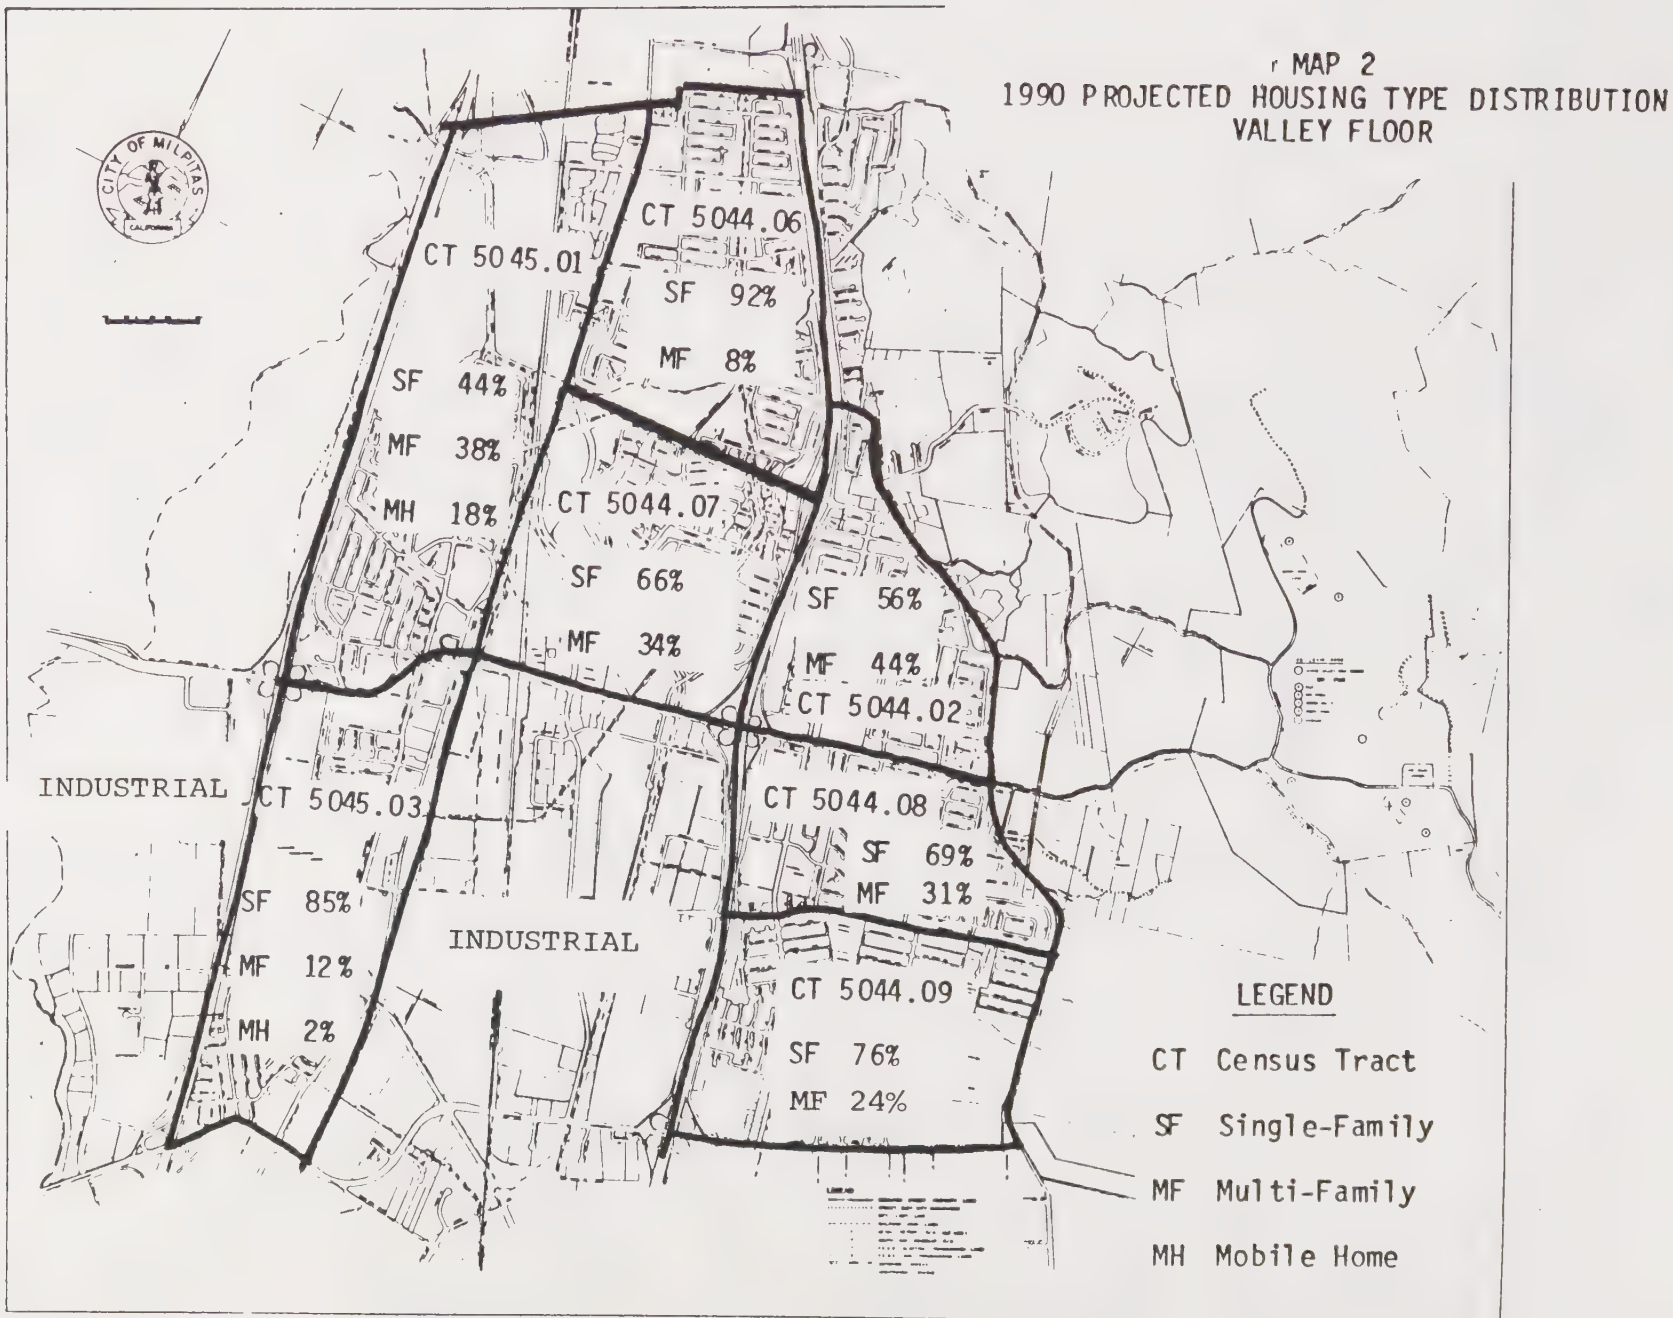 MAP 2
1990 PROJECTED HOUSING TYPE DISTRIBUTION
VALLEY FLOOR
CITY OF MILPITAS
CALIFORNIA
CT 5044.06
SF 92%
MF 8%
CT 5045.01
SF 44%
MF 38%
MH 18%
CT 5044.07
SF 66%
MF 34%
SF 56%
MF 44%
CT 5044.02
INDUSTRIAL
CT 5045.03
SF 85%
MF 12%
MH 2%
INDUSTRIAL
CT 5044.08
SF 69%
MF 31%
CT 5044.09
SF 76%
MF 24%
LEGEND
CT Census Tract
SF Single-Family
MF Multi-Family
MH Mobile Home
LEGEND